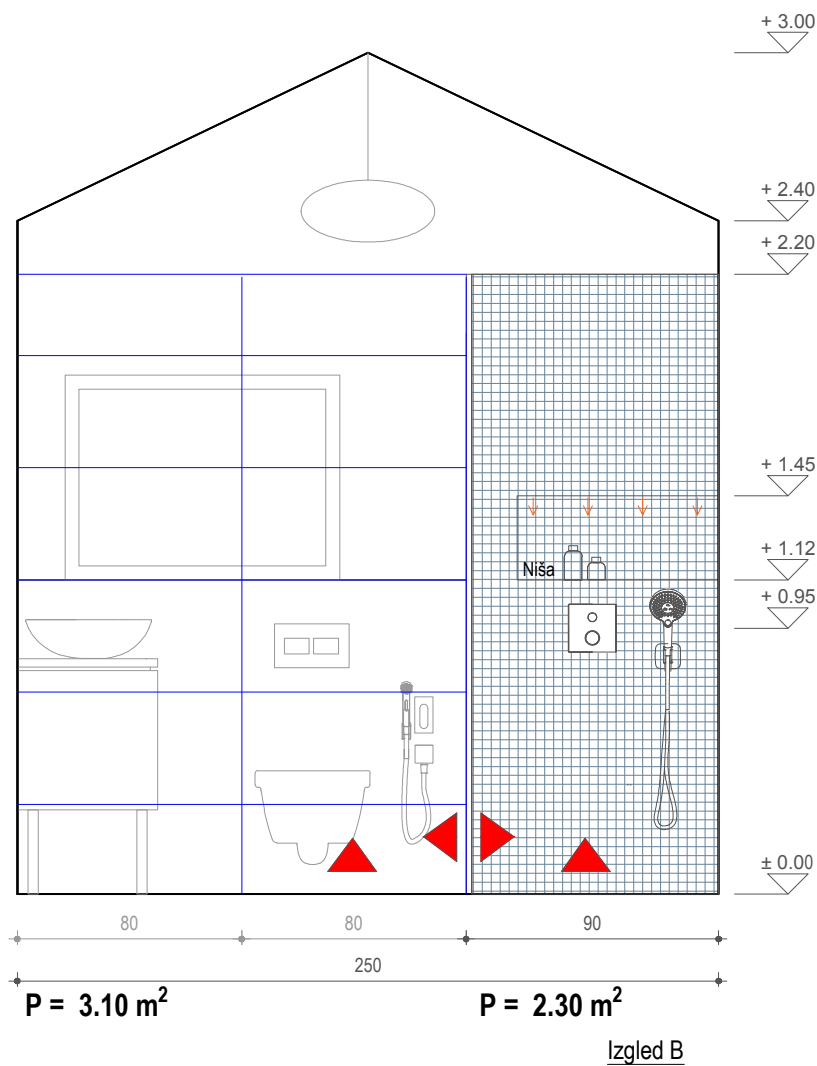 + 3.00
+ 2.40
+ 2.20
+ 1.45
Niša
+ 1.12
+ 0.95
± 0.00
80 80 90
250
P = 3.10 m²
P = 2.30 m²
Izgled B